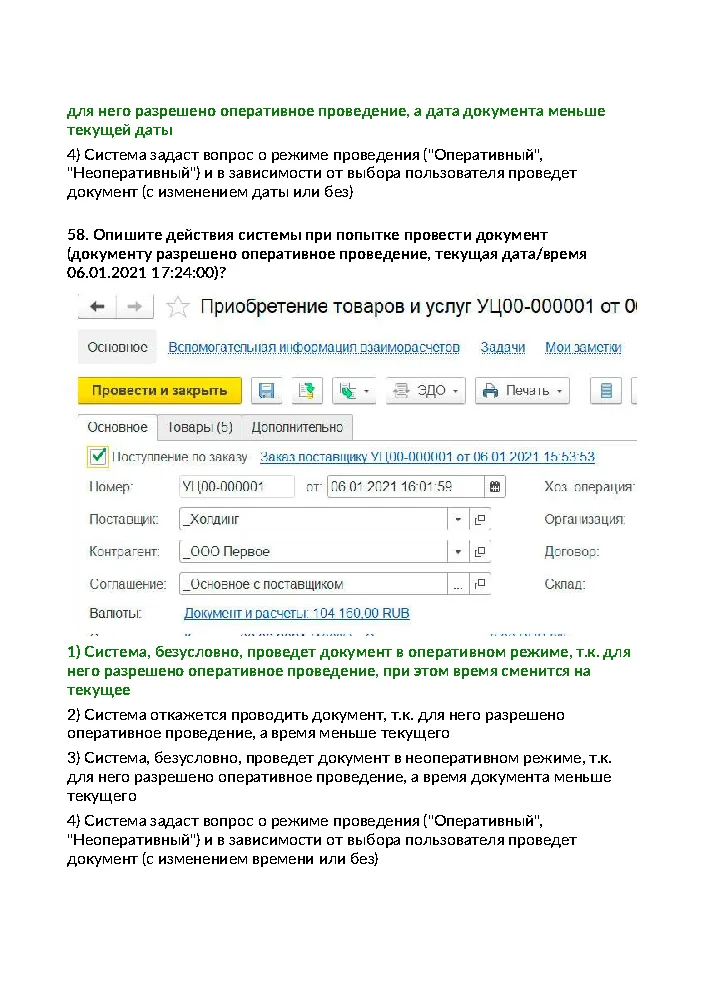 для него разрешено оперативное проведение, а дата документа меньше
текущей даты
4) Система задаст вопрос о режиме проведения ("Оперативный",
"Неоперативный") и в зависимости от выбора пользователя проведет
документ (с изменением даты или без)
58. Опишите действия системы при попытке провести документ
(документу разрешено оперативное проведение, текущая дата/время
06.01.2021 17:24:00)?
Приобретение товаров и услуг УЦ00-000001 от 0
Основное Вспомогательная информация взаиморасчетов Задачи Мои заметки
Провести и закрыть ЭДО Печать
Основное Товары (5) Дополнительно
Поступление по заказу Заказ поставщику УЦ00-000001 от 06.01.2021 15:53:53
Номер: УЦ00-000001 от: 06.01.2021 16:01:59 Хоз. операция:
Поставщик: _Холдинг Организация:
Контрагент: _ООО Первое Договор:
Соглашение: _Основное с поставщиком ... Склад:
Валюты: Документ и расчеты: 104 160,00 RUB
1) Система, безусловно, проведет документ в оперативном режиме, т.к. для
него разрешено оперативное проведение, при этом время сменится на
текущее
2) Система откажется проводить документ, т.к. для него разрешено
оперативное проведение, а время меньше текущего
3) Система, безусловно, проведет документ в неоперативном режиме, т.к.
для него разрешено оперативное проведение, а время документа меньше
текущего
4) Система задаст вопрос о режиме проведения ("Оперативный",
"Неоперативный") и в зависимости от выбора пользователя проведет
документ (с изменением времени или без)